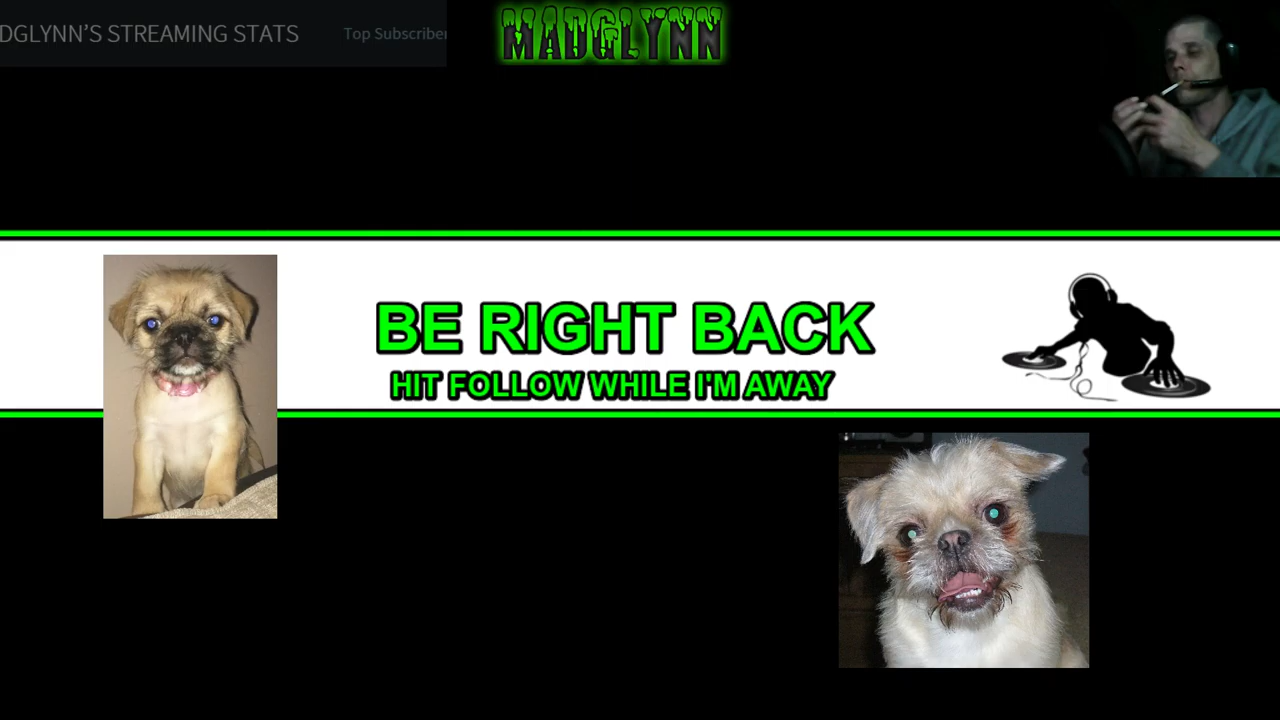 DGLYNN'S STREAMING STATS
Top Subscriber
MADGLYNN
BE RIGHT BACK
HIT FOLLOW WHILE I'M AWAY